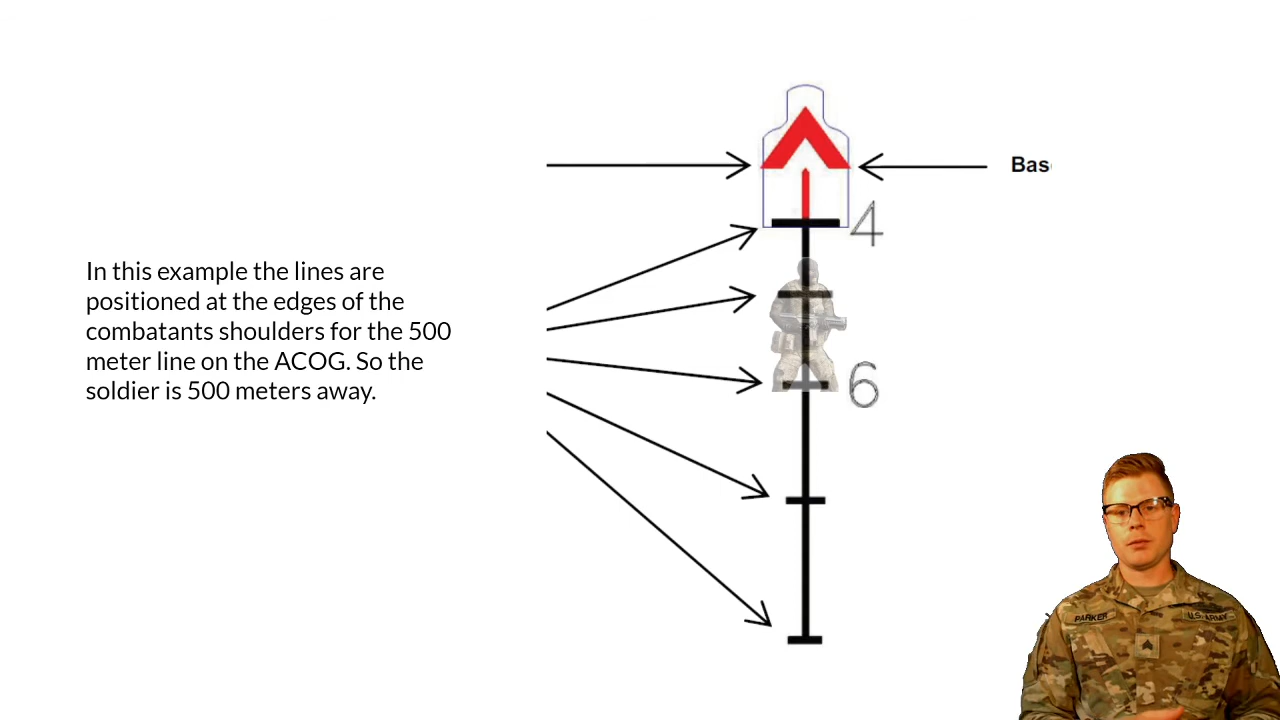 Bas
4
In this example the lines are
positioned at the edges of the
combatants shoulders for the 500
meter line on the ACOG. So the
soldier is 500 meters away.
6
PARKER
U.S. ARMY